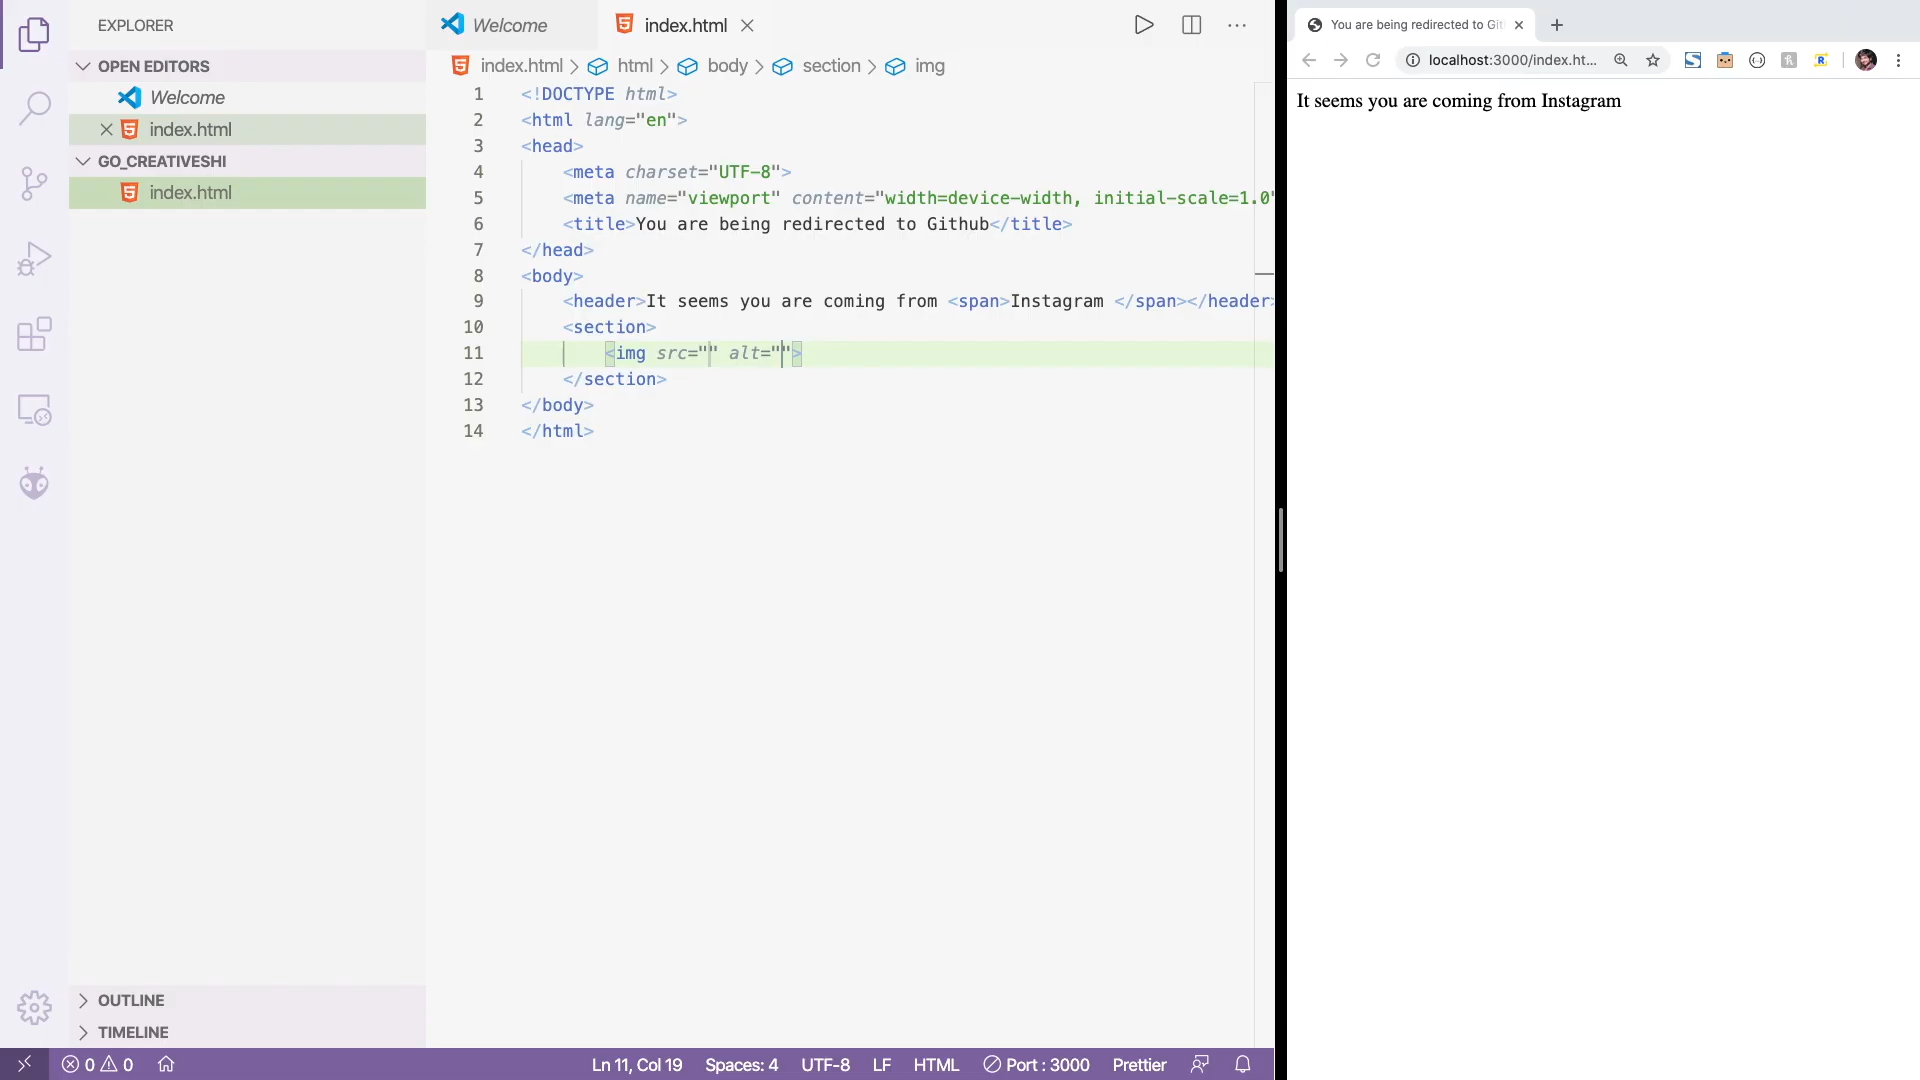 EXPLORER
OPEN EDITORS
Welcome
index.html
GO_CREATIVESHI
index.html
OUTLINE
TIMELINE
Welcome
index.html
index.html > html > body > section > img
1 <!DOCTYPE html>
2 <html lang="en">
3 <head>
4 <meta charset="UTF-8">
5 <meta name="viewport" content="width=device-width, initial-scale=1.0"
6 <title>You are being redirected to Github</title>
7 </head>
8 <body>
9 <header>It seems you are coming from <span>Instagram </span></header>
10 <section>
11 <img src="" alt="">
12 </section>
13 </body>
14 </html>
0 0 Ln 11, Col 19 Spaces: 4 UTF-8 LF HTML Port : 3000 Prettier
You are being redirected to Git
localhost:3000/index.ht...
It seems you are coming from Instagram